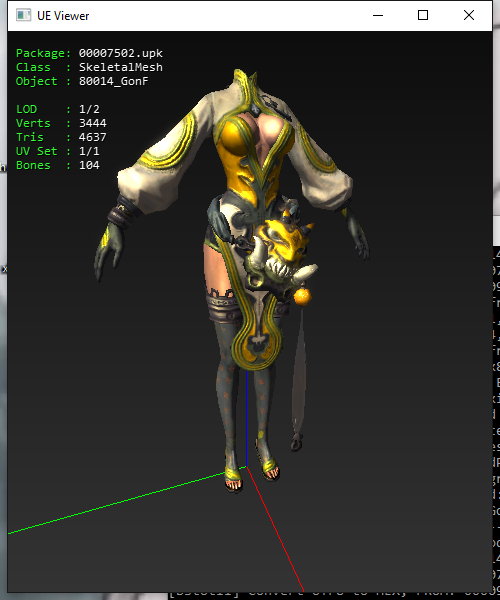 UE Viewer
Package: 00007502.upk
Class  : SkeletalMesh
Object : 80014_GonF
LOD    : 1/2
Verts  : 3444
Tris   : 4637
UV Set : 1/1
Bones  : 104